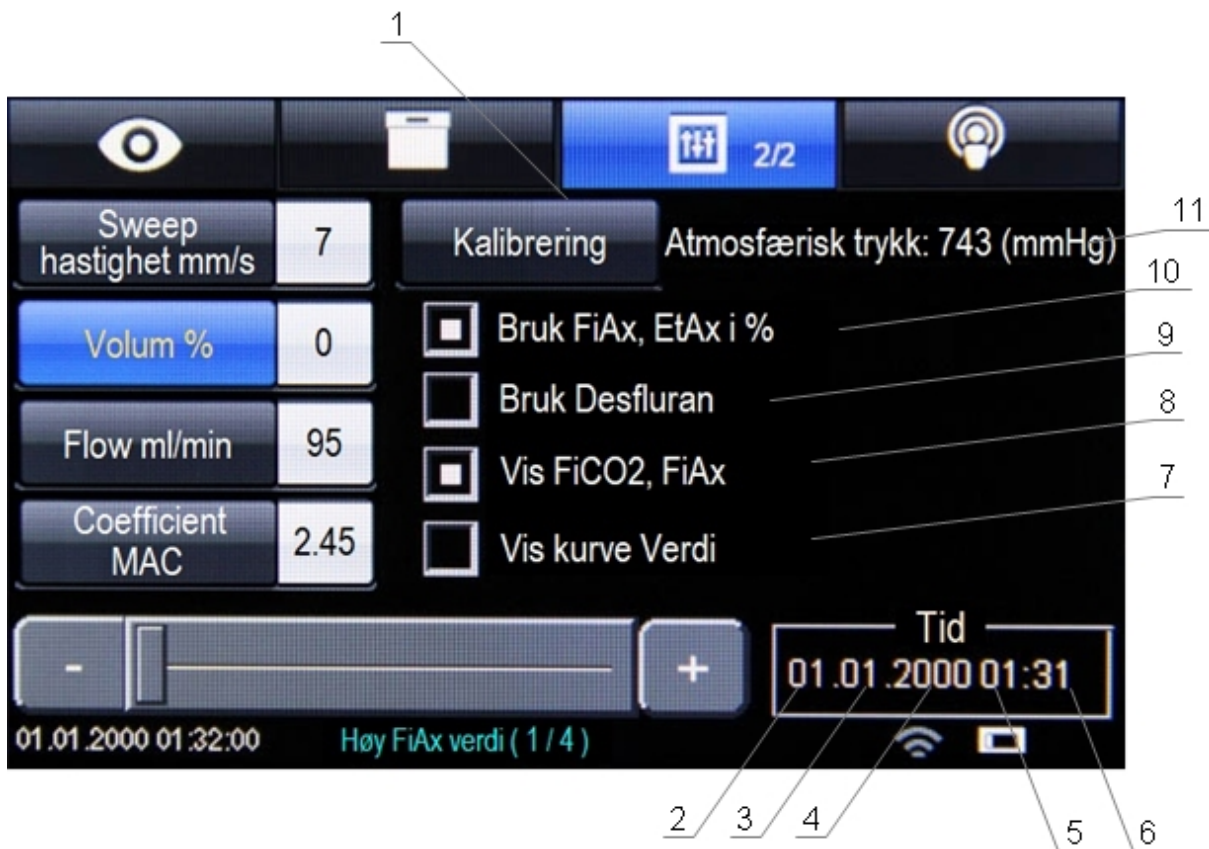 1
2/2
Sweep
hastighet mm/s
7
Kalibrering
Atmosfærisk trykk: 743 (mmHg)
11
Volum %
0
Bruk FiAx, EtAx i %
10
Bruk Desfluran
9
Flow ml/min
95
Vis FiCO2, FiAx
8
Coefficient
MAC
2.45
Vis kurve Verdi
7
-
+
Tid
01.01.2000 01:31
01.01.2000 01:32:00
Høy FiAx verdi ( 1 / 4 )
2
3
4
5
6